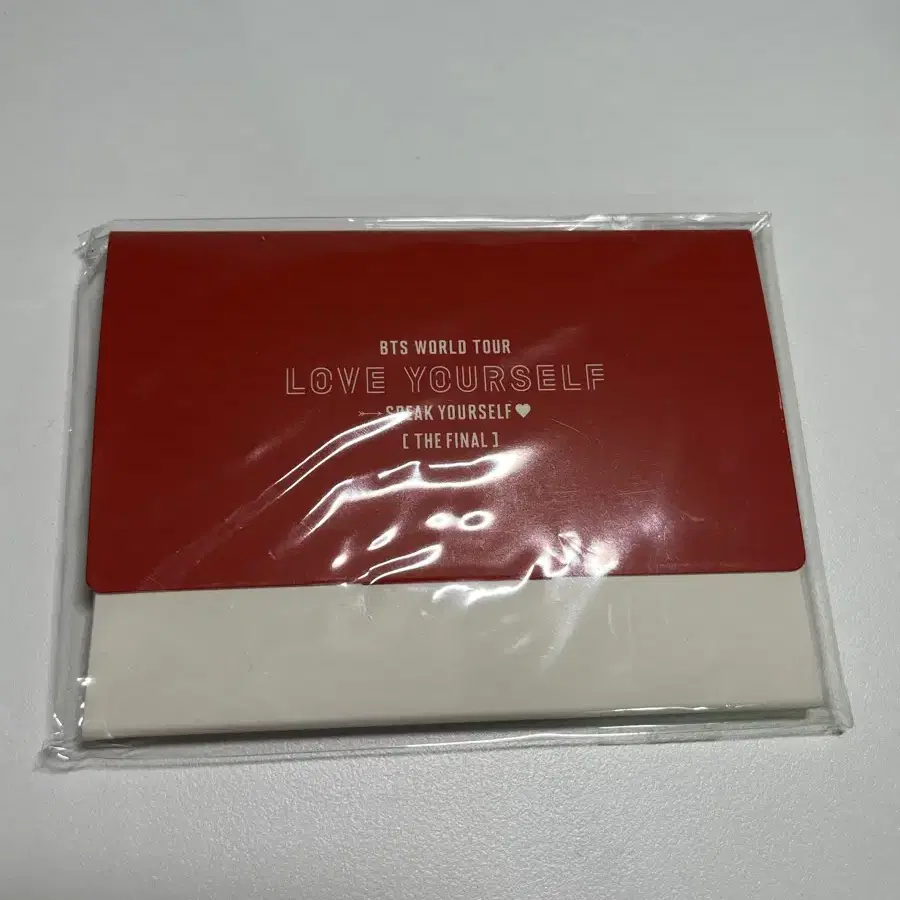 BTS WORLD TOUR
LOVE YOURSELF
SPEAK YOURSELF
[ THE FINAL ]